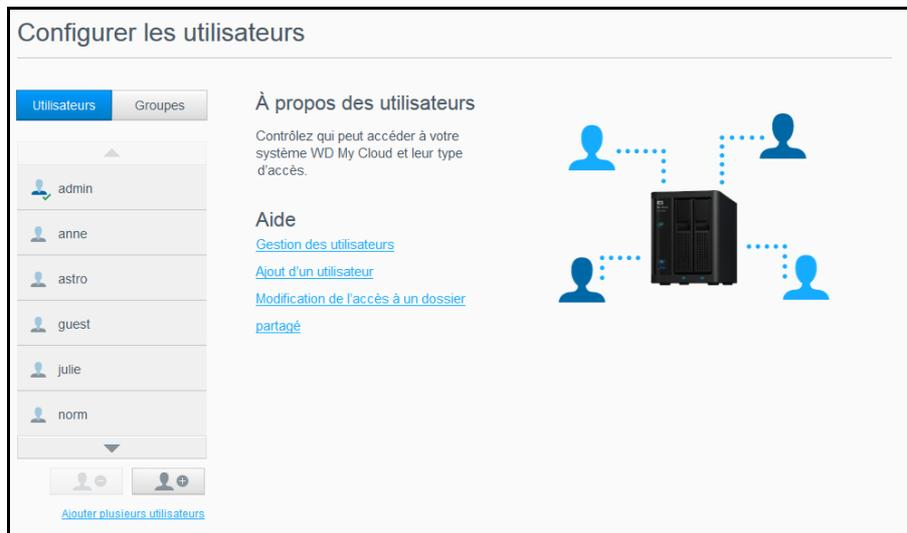 Configurer les utilisateurs
Utilisateurs
Groupes
admin
anne
astro
guest
julie
norm
Ajouter plusieurs utilisateurs
À propos des utilisateurs
Contrôlez qui peut accéder à votre
système WD My Cloud et leur type
d'accès.
Aide
Gestion des utilisateurs
Ajout d'un utilisateur
Modification de l'accès à un dossier
partagé